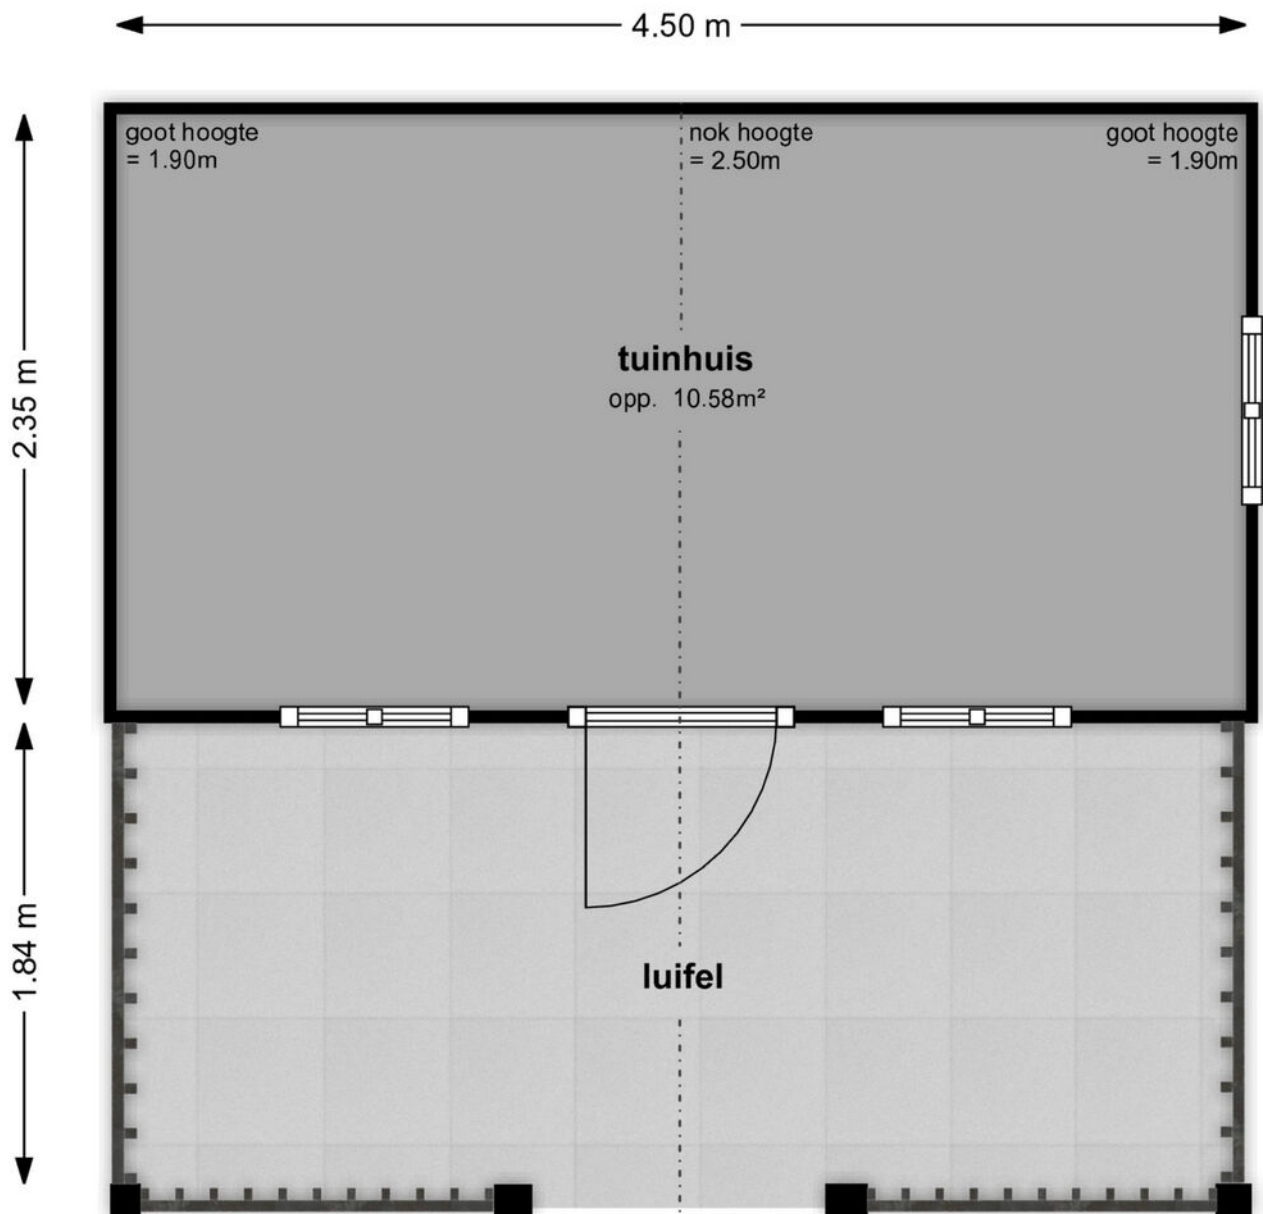 4.50 m
goot hoogte
= 1.90m
nok hoogte
= 2.50m
goot hoogte
= 1.90m
2.35 m
tuinhuis
opp. 10.58m²
1.84 m
luifel